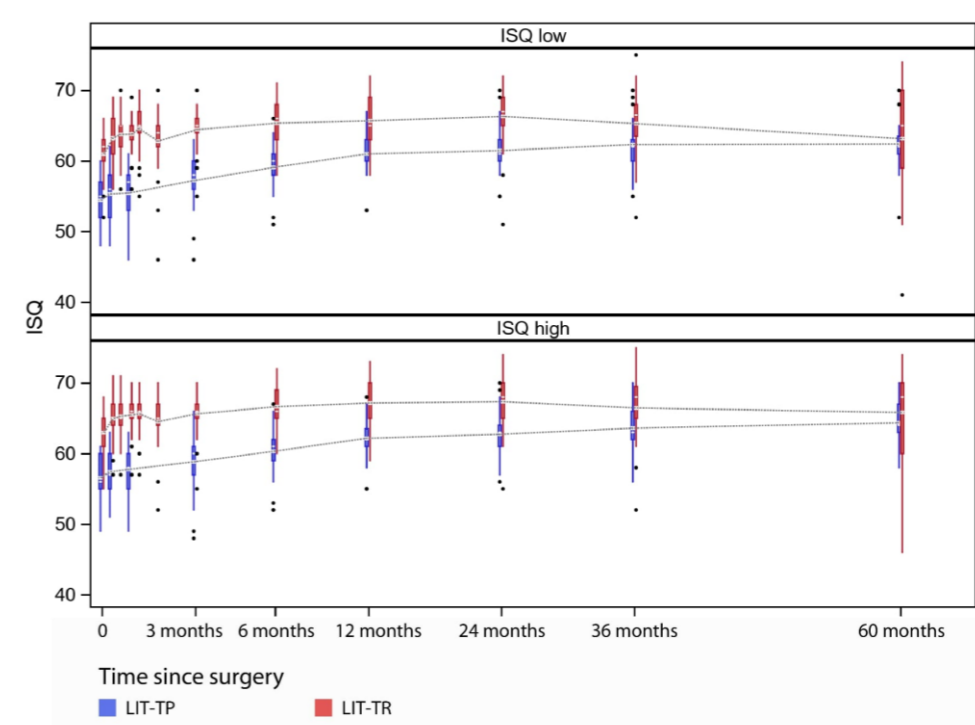 ISQ low
70
60
50
40
ISQ
ISQ high
70
60
50
40
0 3 months 6 months 12 months 24 months 36 months 60 months
Time since surgery
LIT-TP LIT-TR